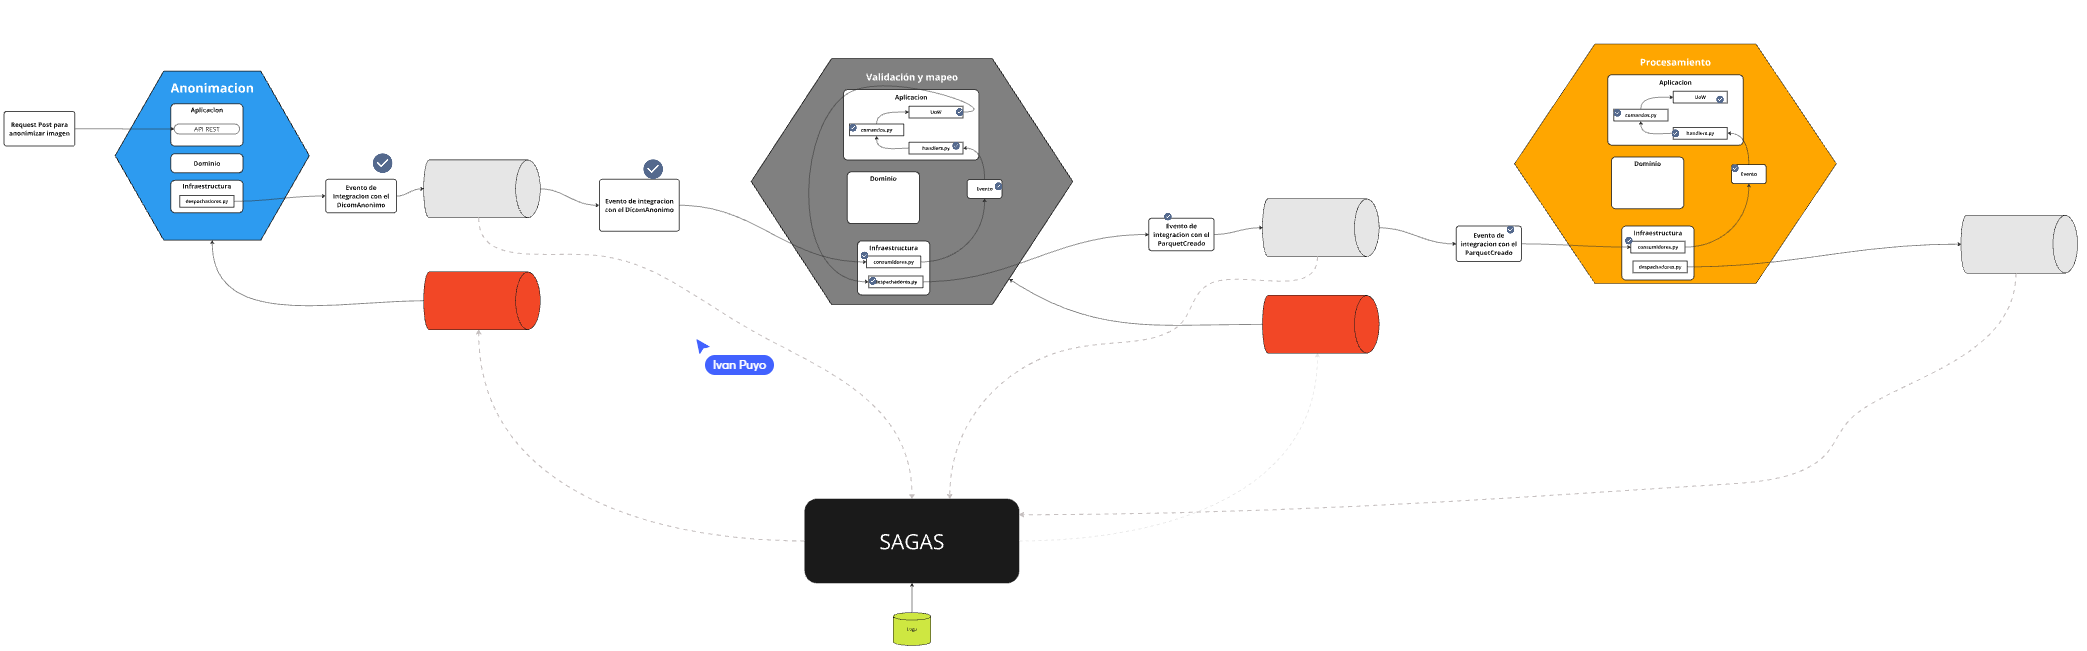 Request Post para
anonimizar imagen
Anonimacion
Aplicacion
API REST
Dominio
Infraestructura
despachadores.py
Evento de
integracion con el
DicomAnonimo
Evento de integracion
con el DicomAnonimo
Validación y mapeo
Aplicacion
UoW
comandos.py
handlers.py
Dominio
Evento
Infraestructura
consumidores.py
despachadores.py
Evento de
integracion con el
ParquetCreado
Evento de
integracion con el
ParquetCreado
Procesamiento
Aplicacion
UoW
comandos.py
handlers.py
Dominio
Evento
Infraestructura
consumidores.py
despachadores.py
Ivan Puyo
SAGAS